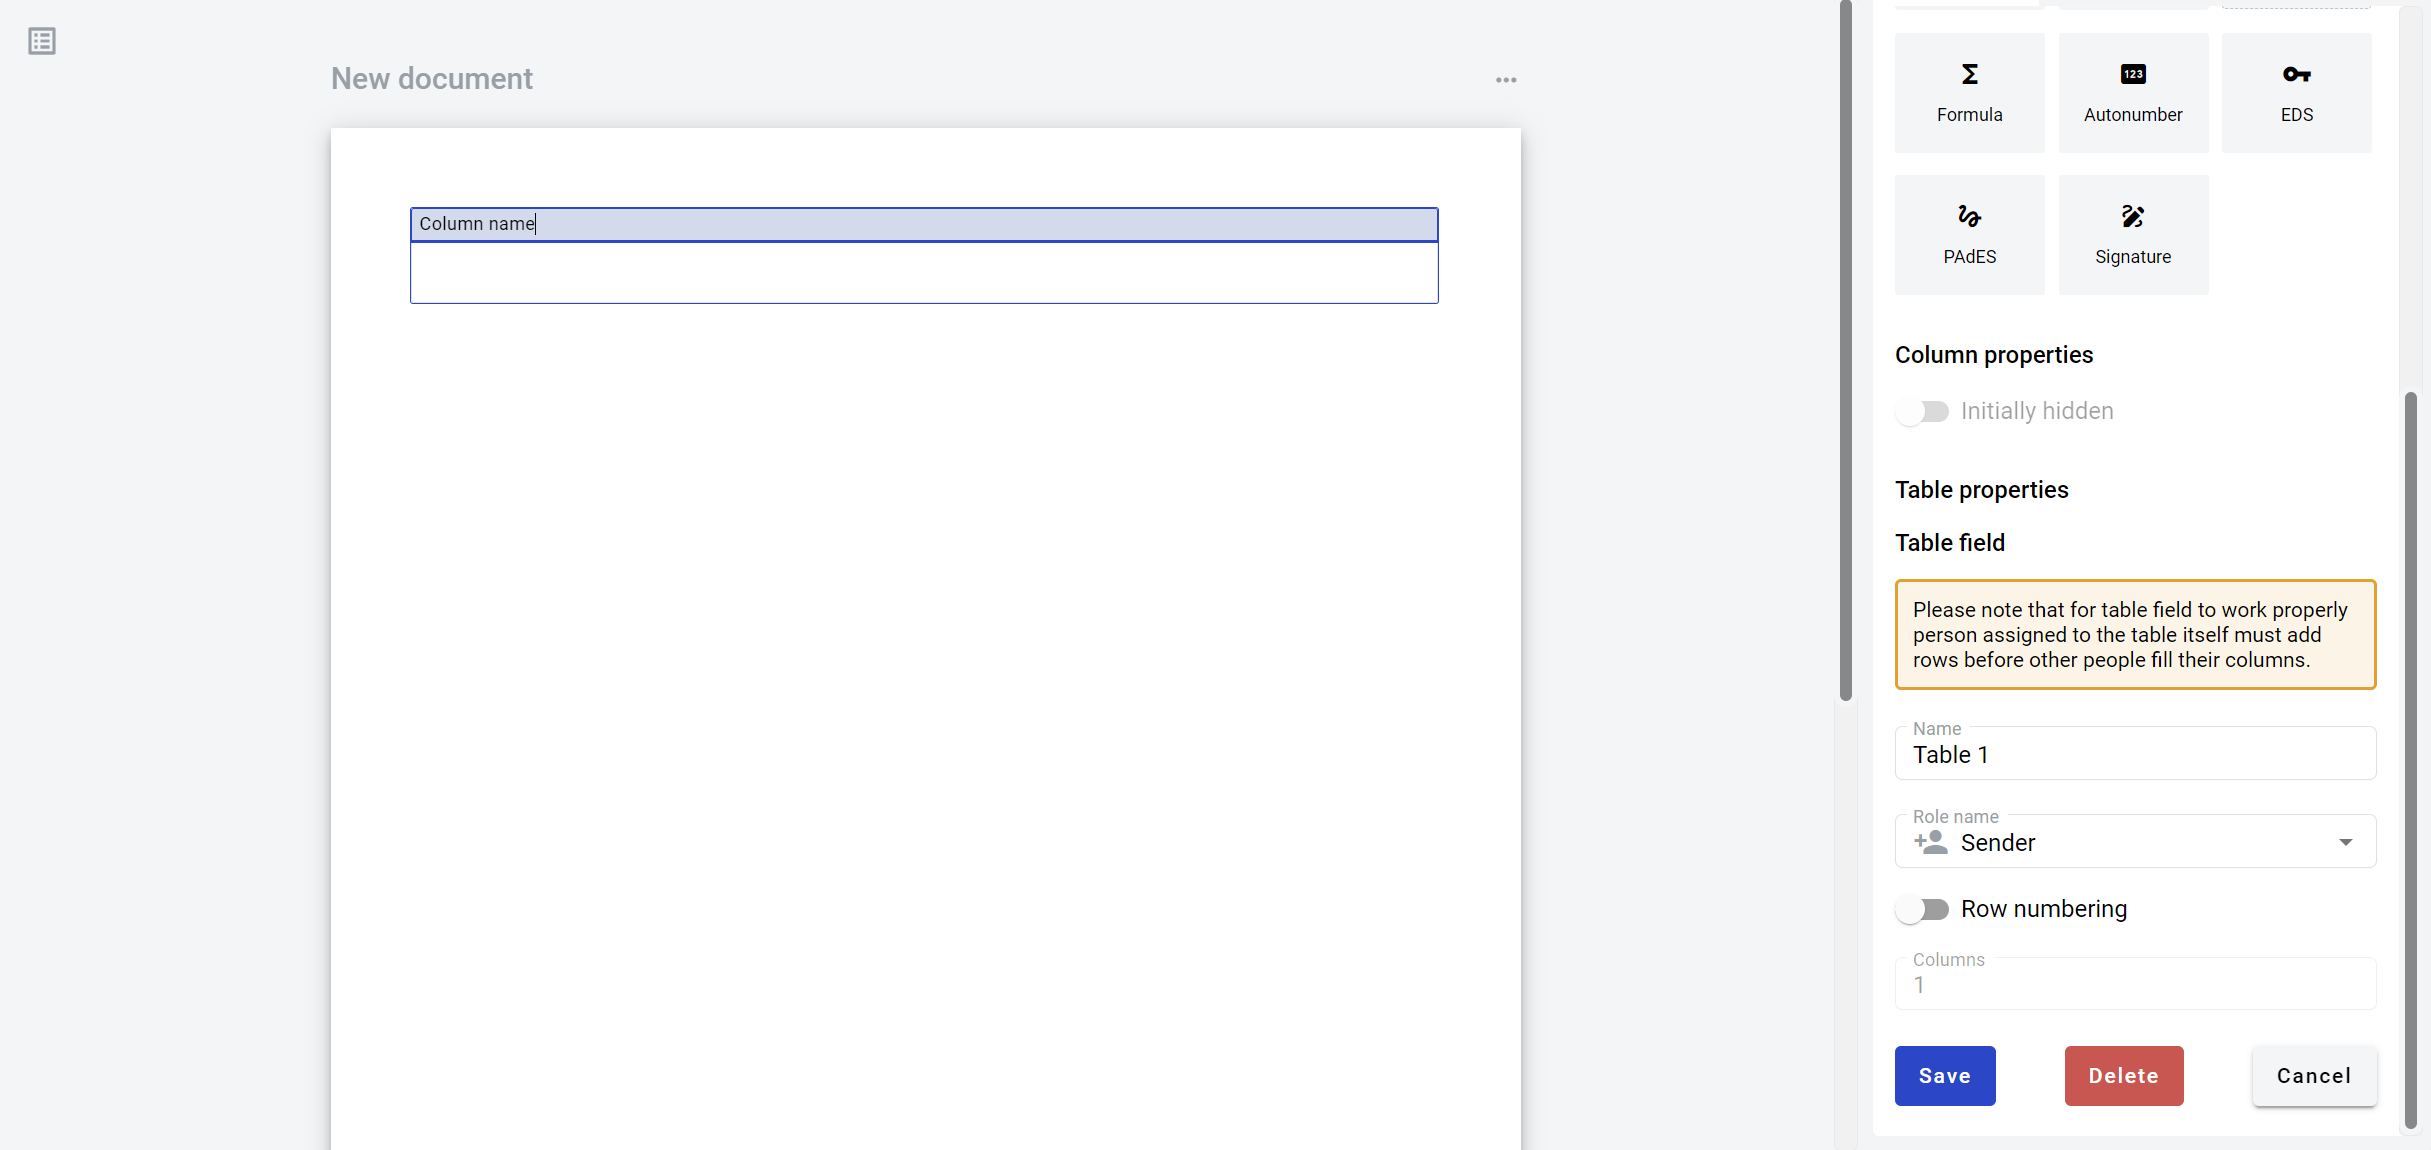 New document
Column name
Formula
123
Autonumber
EDS
PAdES
Signature
Column properties
Initially hidden
Table properties
Table field
Please note that for table field to work properly
person assigned to the table itself must add
rows before other people fill their columns.
Name
Table 1
Role name
Sender
Row numbering
Columns
1
Save
Delete
Cancel